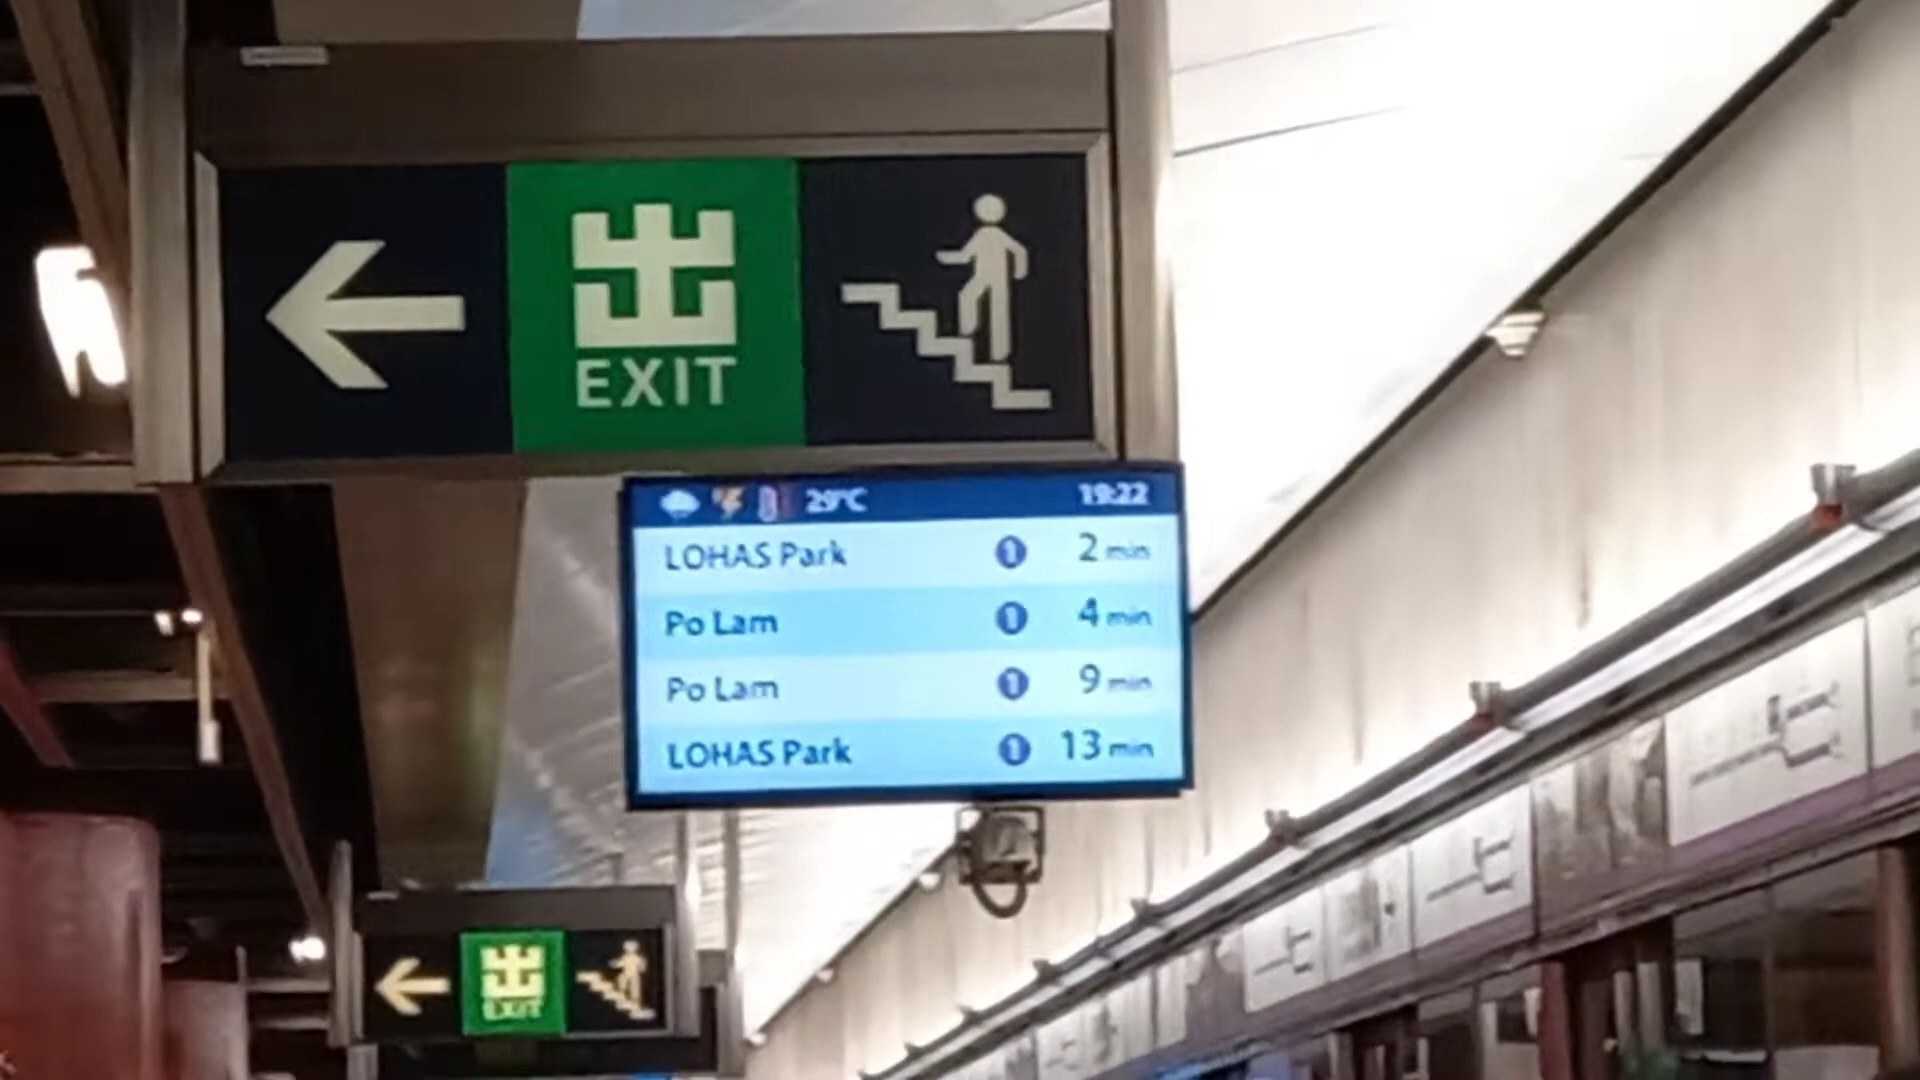 出
EXIT
29°C 19:22
LOHAS Park 1 2 min
Po Lam 1 4 min
Po Lam 1 9 min
LOHAS Park 1 13 min
出
EXIT